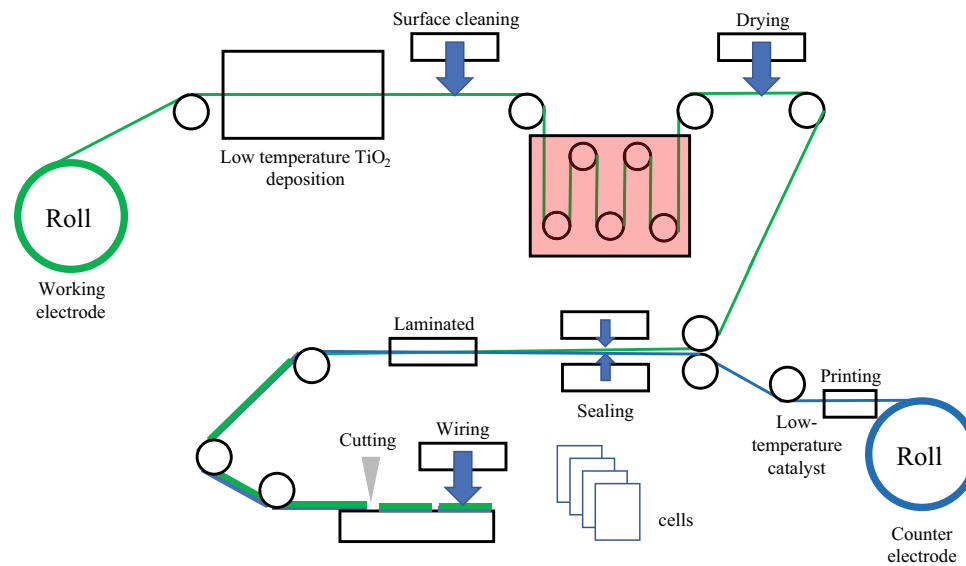 Surface cleaning
Drying
Low temperature TiO₂
deposition
Roll
Working
electrode
Laminated
Sealing
Printing
Low-
temperature
catalyst
Roll
Counter
electrode
Cutting
Wiring
cells